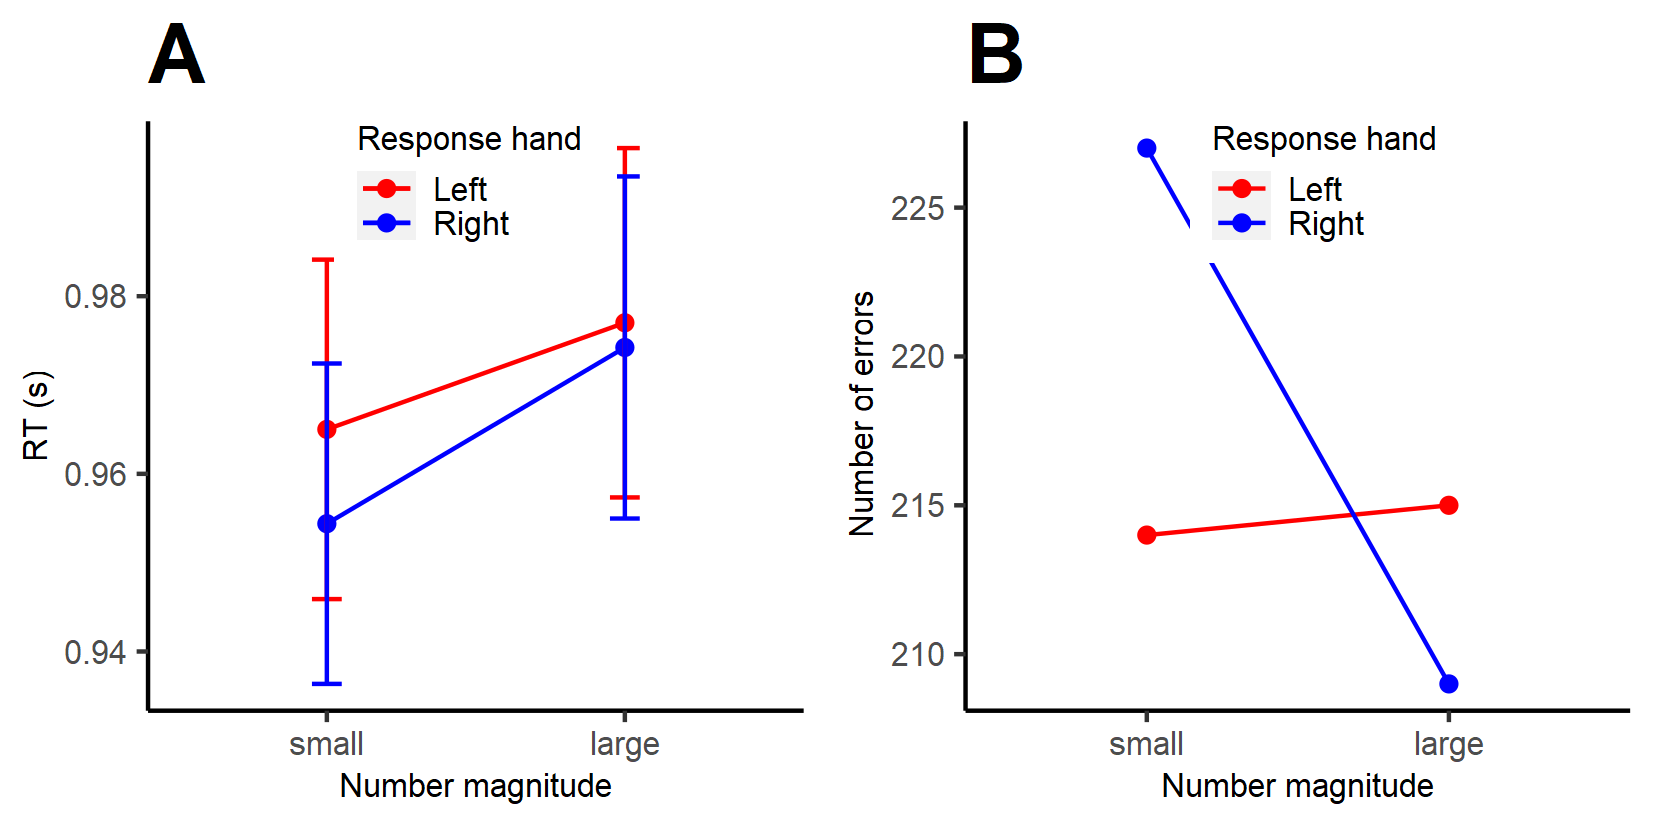 A
Response hand
Left
Right
0.98
0.96
0.94
RT (s)
small
large
Number magnitude
B
Response hand
Left
Right
225
220
215
210
Number of errors
small
large
Number magnitude